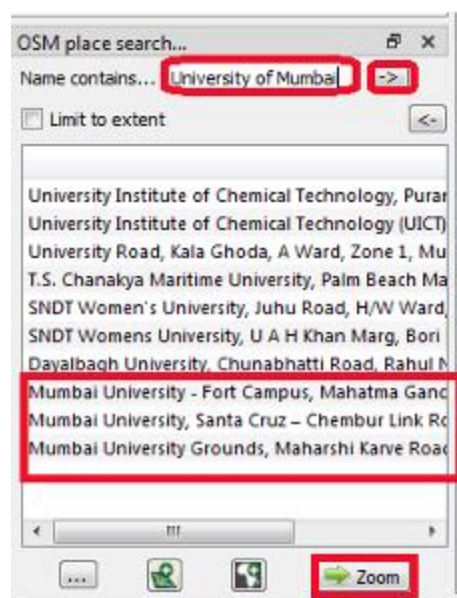 OSM place search...
Name contains... University of Mumbai ->
Limit to extent <-
University Institute of Chemical Technology, Puran
University Institute of Chemical Technology (UICT)
University Road, Kala Ghoda, A Ward, Zone 1, Mu
T.S. Chanakya Maritime University, Palm Beach Ma
SNDT Women's University, Juhu Road, H/W Ward,
SNDT Womens University, U A H Khan Marg, Bori
Dayalbagh University, Chunabhatti Road, Rahul N
Mumbai University - Fort Campus, Mahatma Gand
Mumbai University, Santa Cruz – Chembur Link Ro
Mumbai University Grounds, Maharshi Karve Road
... Zoom